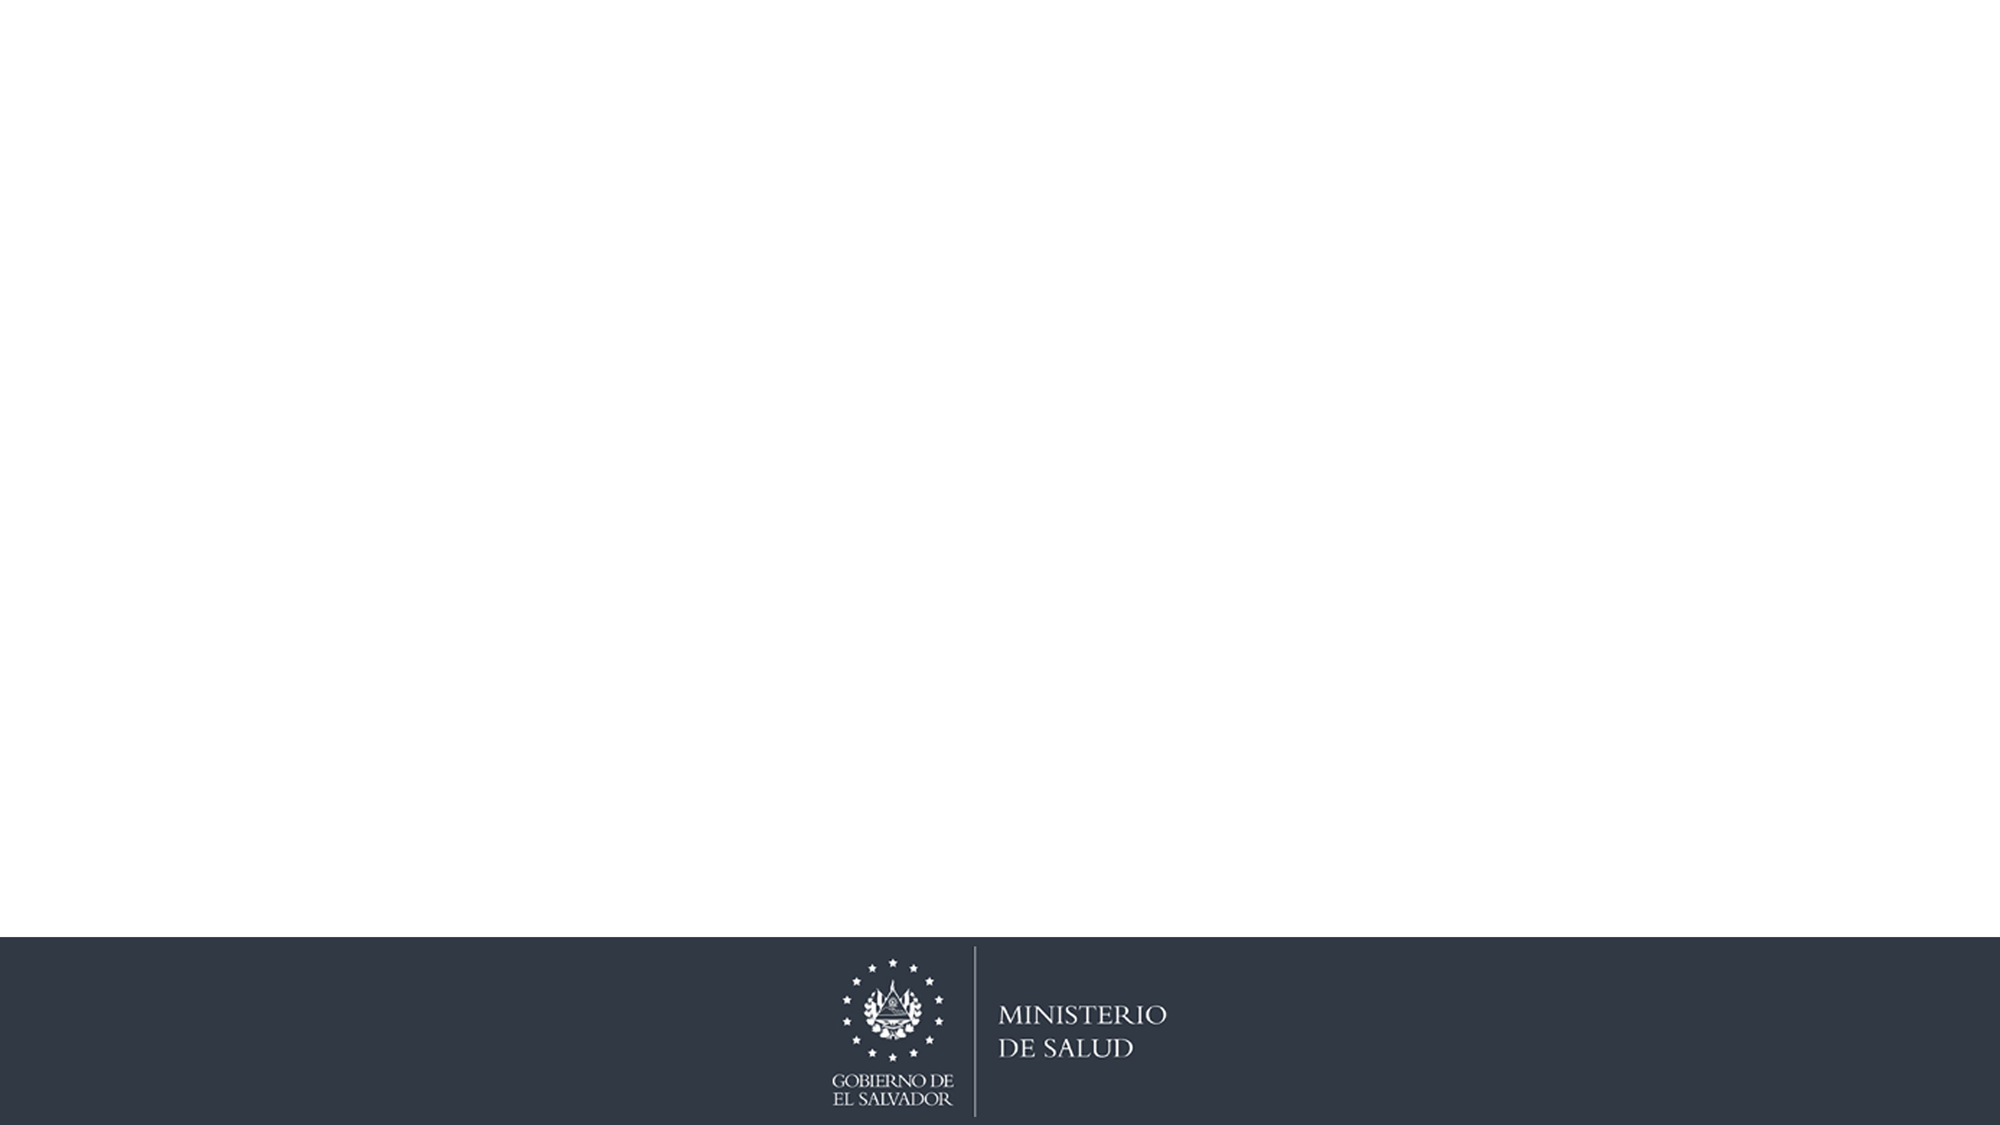 GOBIERNO DE
EL SALVADOR
MINISTERIO
DE SALUD